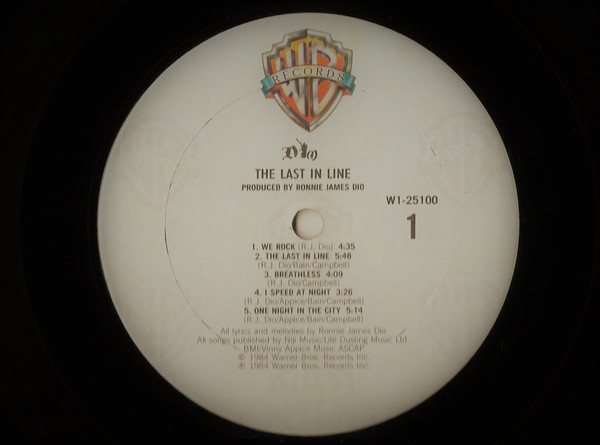 WB
RECORDS
DIO
THE LAST IN LINE
PRODUCED BY RONNIE JAMES DIO
W1-25100
1
1. WE ROCK (R.J. Dio) 4:35
2. THE LAST IN LINE 5:48
(R.J. Dio/Bain/Campbell)
3. BREATHLESS 4:09
(R.J. Dio/Campbell)
4. I SPEED AT NIGHT 3:26
(R.J. Dio/Appice/Bain/Campbell)
5. ONE NIGHT IN THE CITY 5:14
(R.J. Dio/Appice/Bain/Campbell)
All lyrics and melodies by Ronnie James Dio
All songs published by Niji Music/Life Dusting Music Ltd.
BMI/Vinny Appice Music ASCAP
© 1984 Warner Bros. Records Inc.
℗ 1984 Warner Bros. Records Inc.